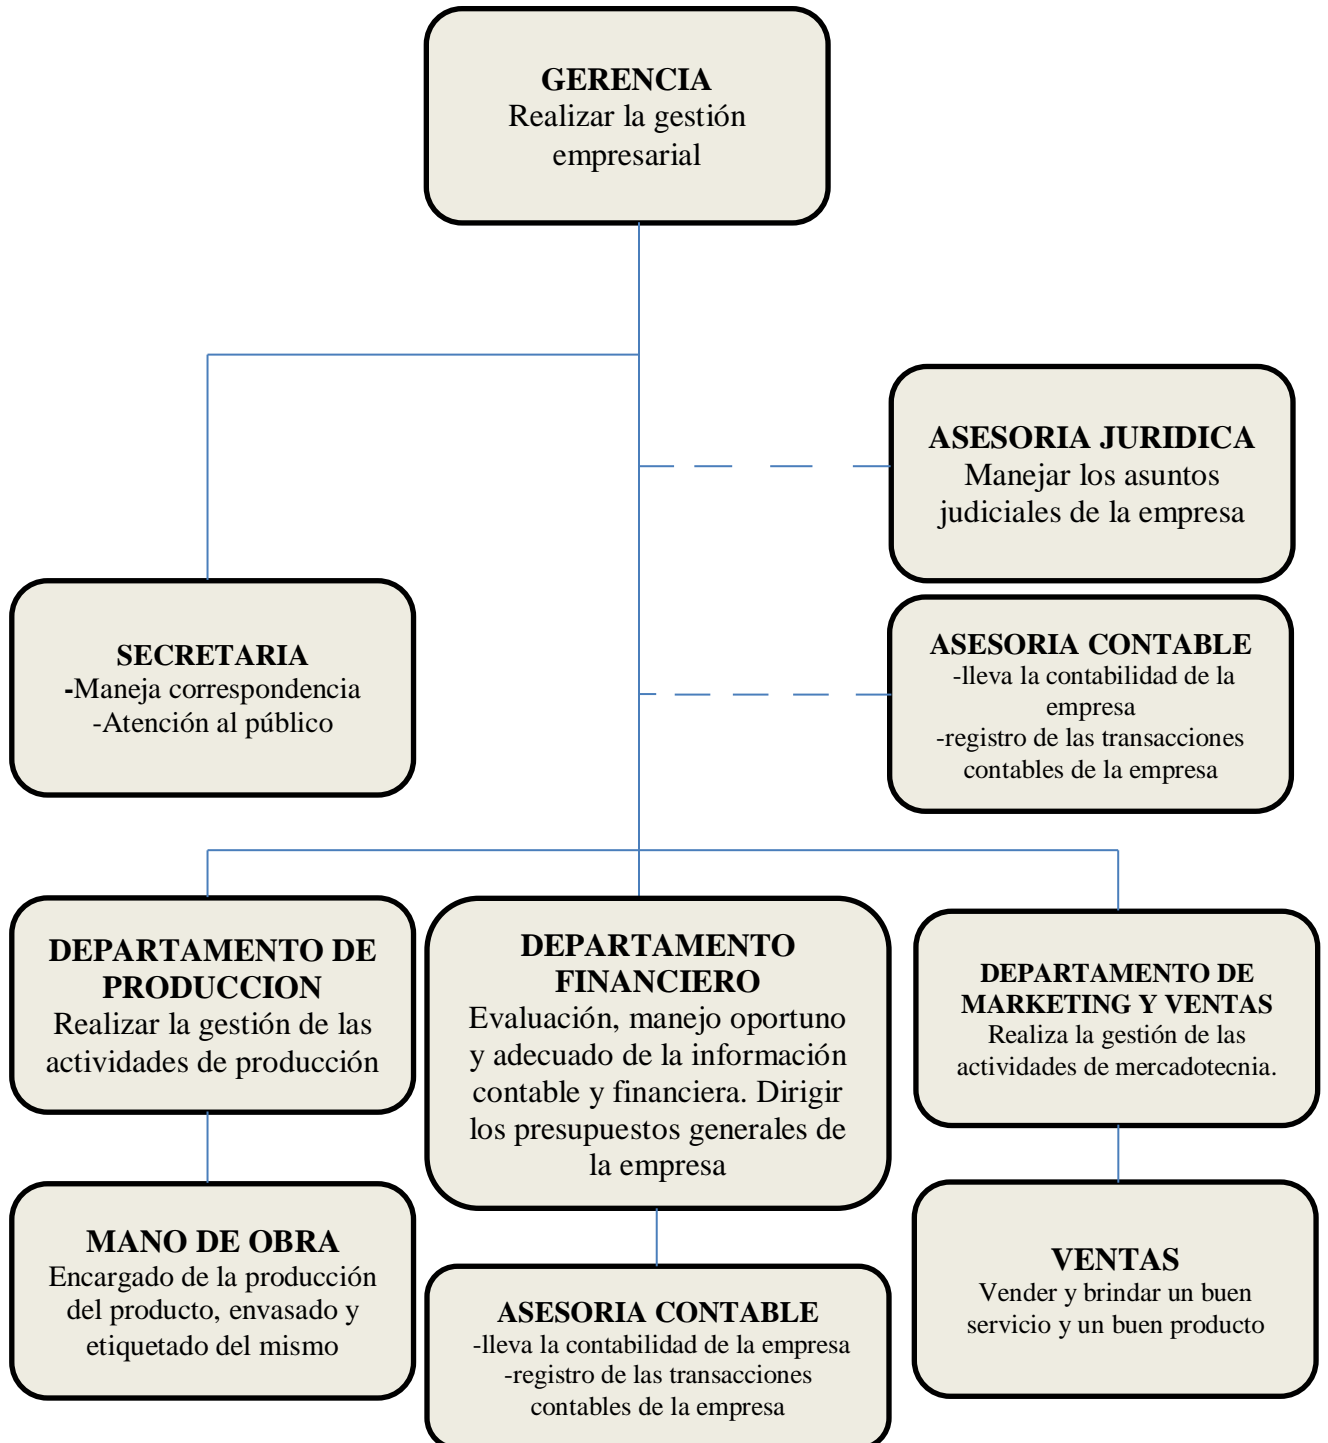 GERENCIA
Realizar la gestión
empresarial
ASESORIA JURIDICA
Manejar los asuntos
judiciales de la empresa
SECRETARIA
-Maneja correspondencia
-Atención al público
ASESORIA CONTABLE
-lleva la contabilidad de la
empresa
-registro de las transacciones
contables de la empresa
DEPARTAMENTO DE
PRODUCCION
Realizar la gestión de las
actividades de producción
DEPARTAMENTO
FINANCIERO
Evaluación, manejo oportuno
y adecuado de la información
contable y financiera. Dirigir
los presupuestos generales de
la empresa
DEPARTAMENTO DE
MARKETING Y VENTAS
Realiza la gestión de las
actividades de mercadotecnia.
MANO DE OBRA
Encargado de la producción
del producto, envasado y
etiquetado del mismo
ASESORIA CONTABLE
-lleva la contabilidad de la empresa
-registro de las transacciones
contables de la empresa
VENTAS
Vender y brindar un buen
servicio y un buen producto